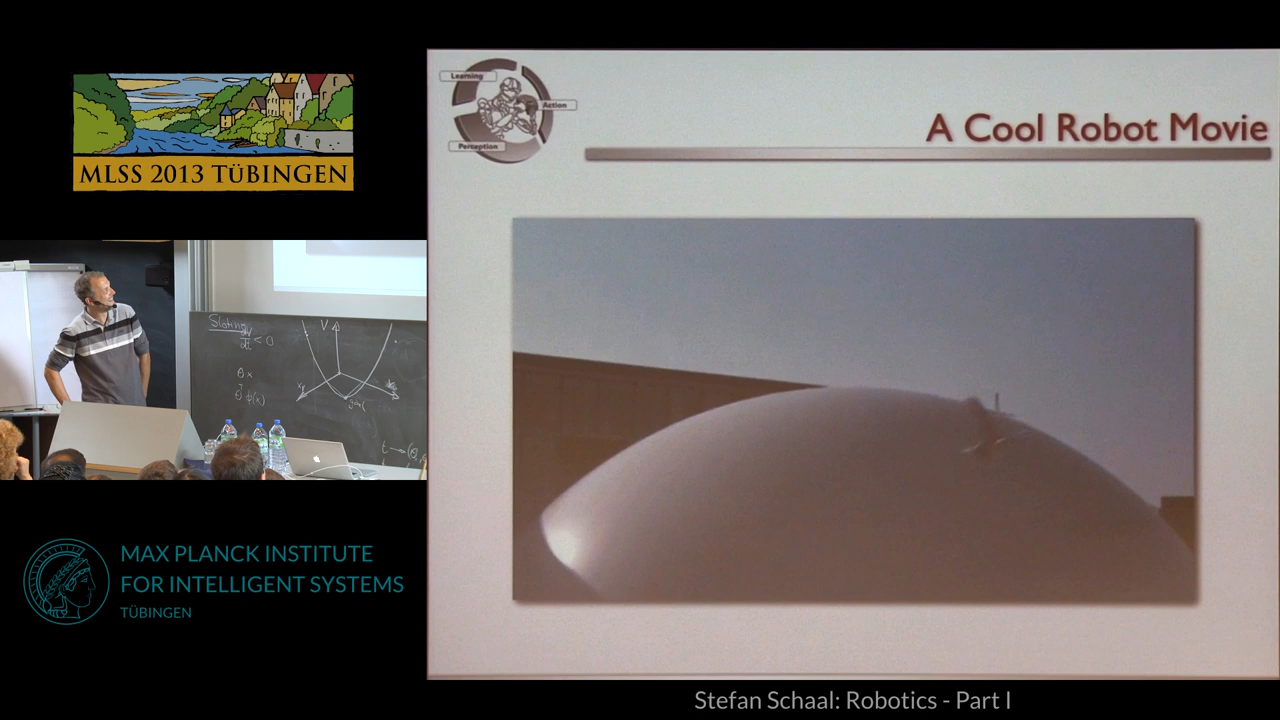 MLSS 2013 TÜBINGEN
Learning
Action
Perception
A Cool Robot Movie
V
< 0
θ x
MAX PLANCK INSTITUTE
FOR INTELLIGENT SYSTEMS
TÜBINGEN
Stefan Schaal: Robotics - Part I